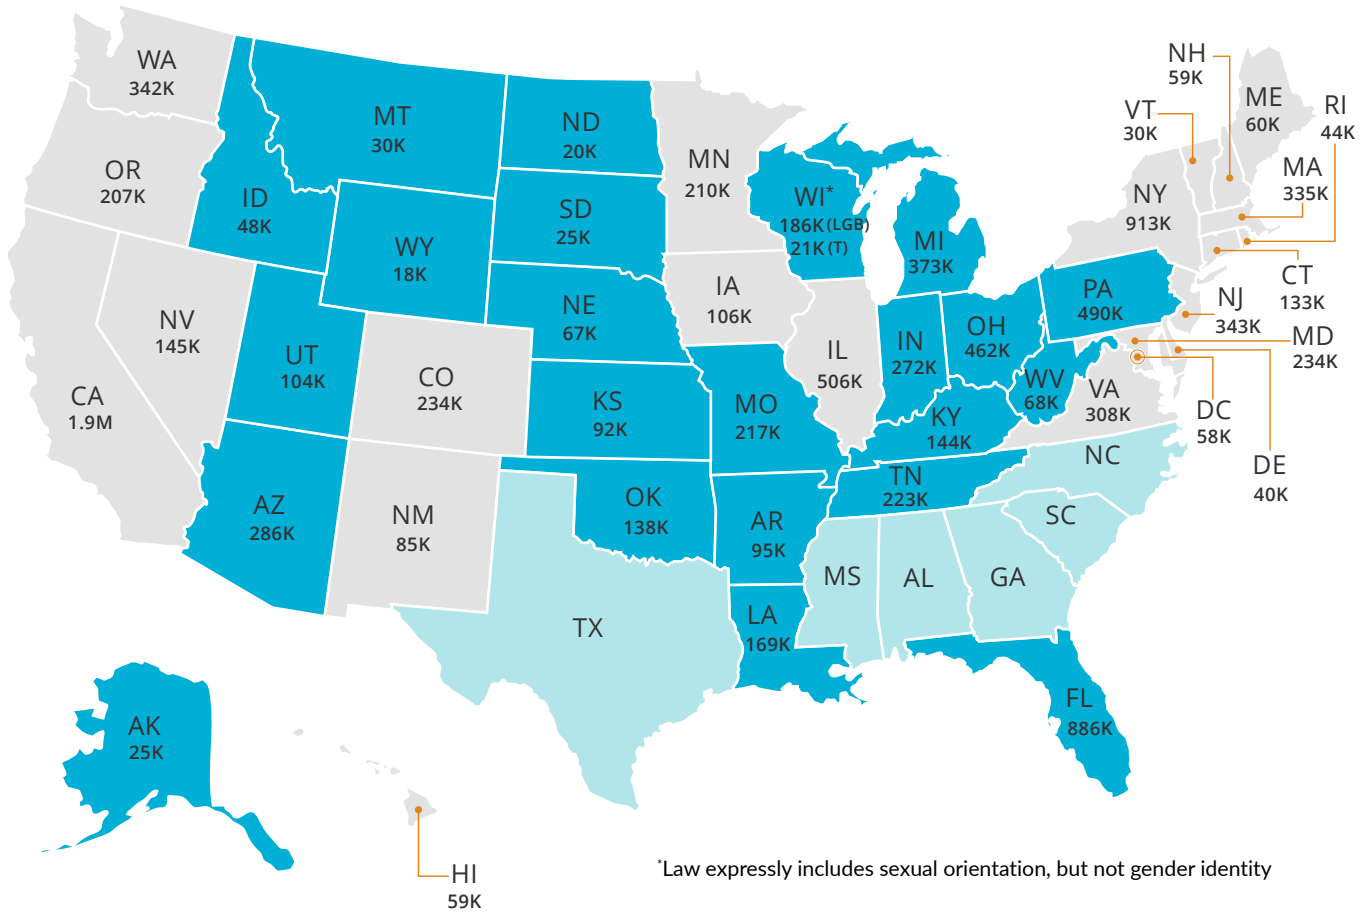 WA
342K
OR
207K
CA
1.9M
NV
145K
ID
48K
MT
30K
WY
18K
UT
104K
AZ
286K
CO
234K
NM
85K
ND
20K
SD
25K
NE
67K
KS
92K
OK
138K
TX
MN
210K
IA
106K
MO
217K
AR
95K
LA
169K
WI*
186K (LGB)
21K (T)
IL
506K
MI
373K
IN
272K
OH
462K
KY
144K
TN
223K
MS
AL
GA
SC
NC
FL
886K
WV
68K
VA
308K
PA
490K
NY
913K
VT
30K
NH
59K
ME
60K
RI
44K
MA
335K
CT
133K
NJ
343K
MD
234K
DC
58K
DE
40K
AK
25K
HI
59K
*Law expressly includes sexual orientation, but not gender identity